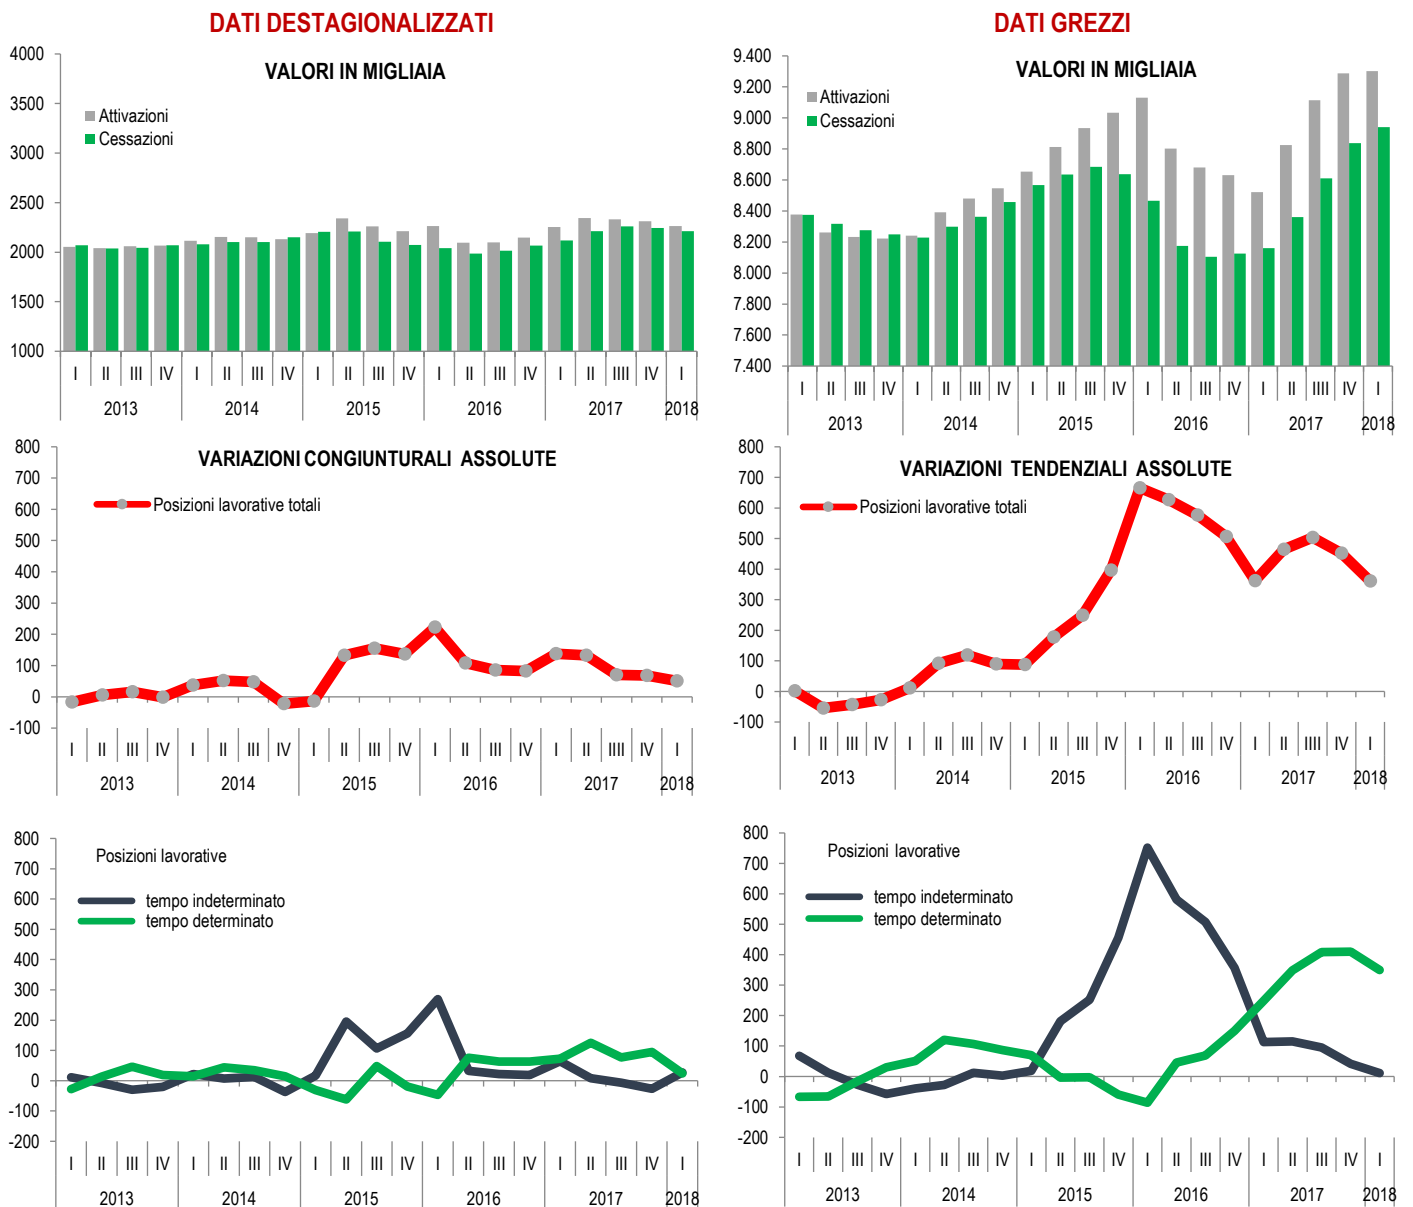 DATI DESTAGIONALIZZATI
VALORI IN MIGLIAIA
4000
3500
3000
2500
2000
1500
1000
Attivazioni
Cessazioni
I II III IV I II III IV I II III IV I II III IV I II IIII IV I
2013 2014 2015 2016 2017 2018
DATI GREZZI
VALORI IN MIGLIAIA
9.400
9.200
9.000
8.800
8.600
8.400
8.200
8.000
7.800
7.600
7.400
Attivazioni
Cessazioni
I II III IV I II III IV I II III IV I II III IV I II IIII IV I
2013 2014 2015 2016 2017 2018
VARIAZIONI CONGIUNTURALI ASSOLUTE
800
700
600
500
400
300
200
100
0
-100
Posizioni lavorative totali
I II III IV I II III IV I II III IV I II III IV I II IIII IV I
2013 2014 2015 2016 2017 2018
VARIAZIONI TENDENZIALI ASSOLUTE
800
700
600
500
400
300
200
100
0
-100
Posizioni lavorative totali
I II III IV I II III IV I II III IV I II III IV I II IIII IV I
2013 2014 2015 2016 2017 2018
800
700
600
500
400
300
200
100
0
-100
-200
Posizioni lavorative
tempo indeterminato
tempo determinato
I II III IV I II III IV I II III IV I II III IV I II III IV I
2013 2014 2015 2016 2017 2018
800
700
600
500
400
300
200
100
0
-100
-200
Posizioni lavorative
tempo indeterminato
tempo determinato
I II III IV I II III IV I II III IV I II III IV I II III IV I
2013 2014 2015 2016 2017 2018